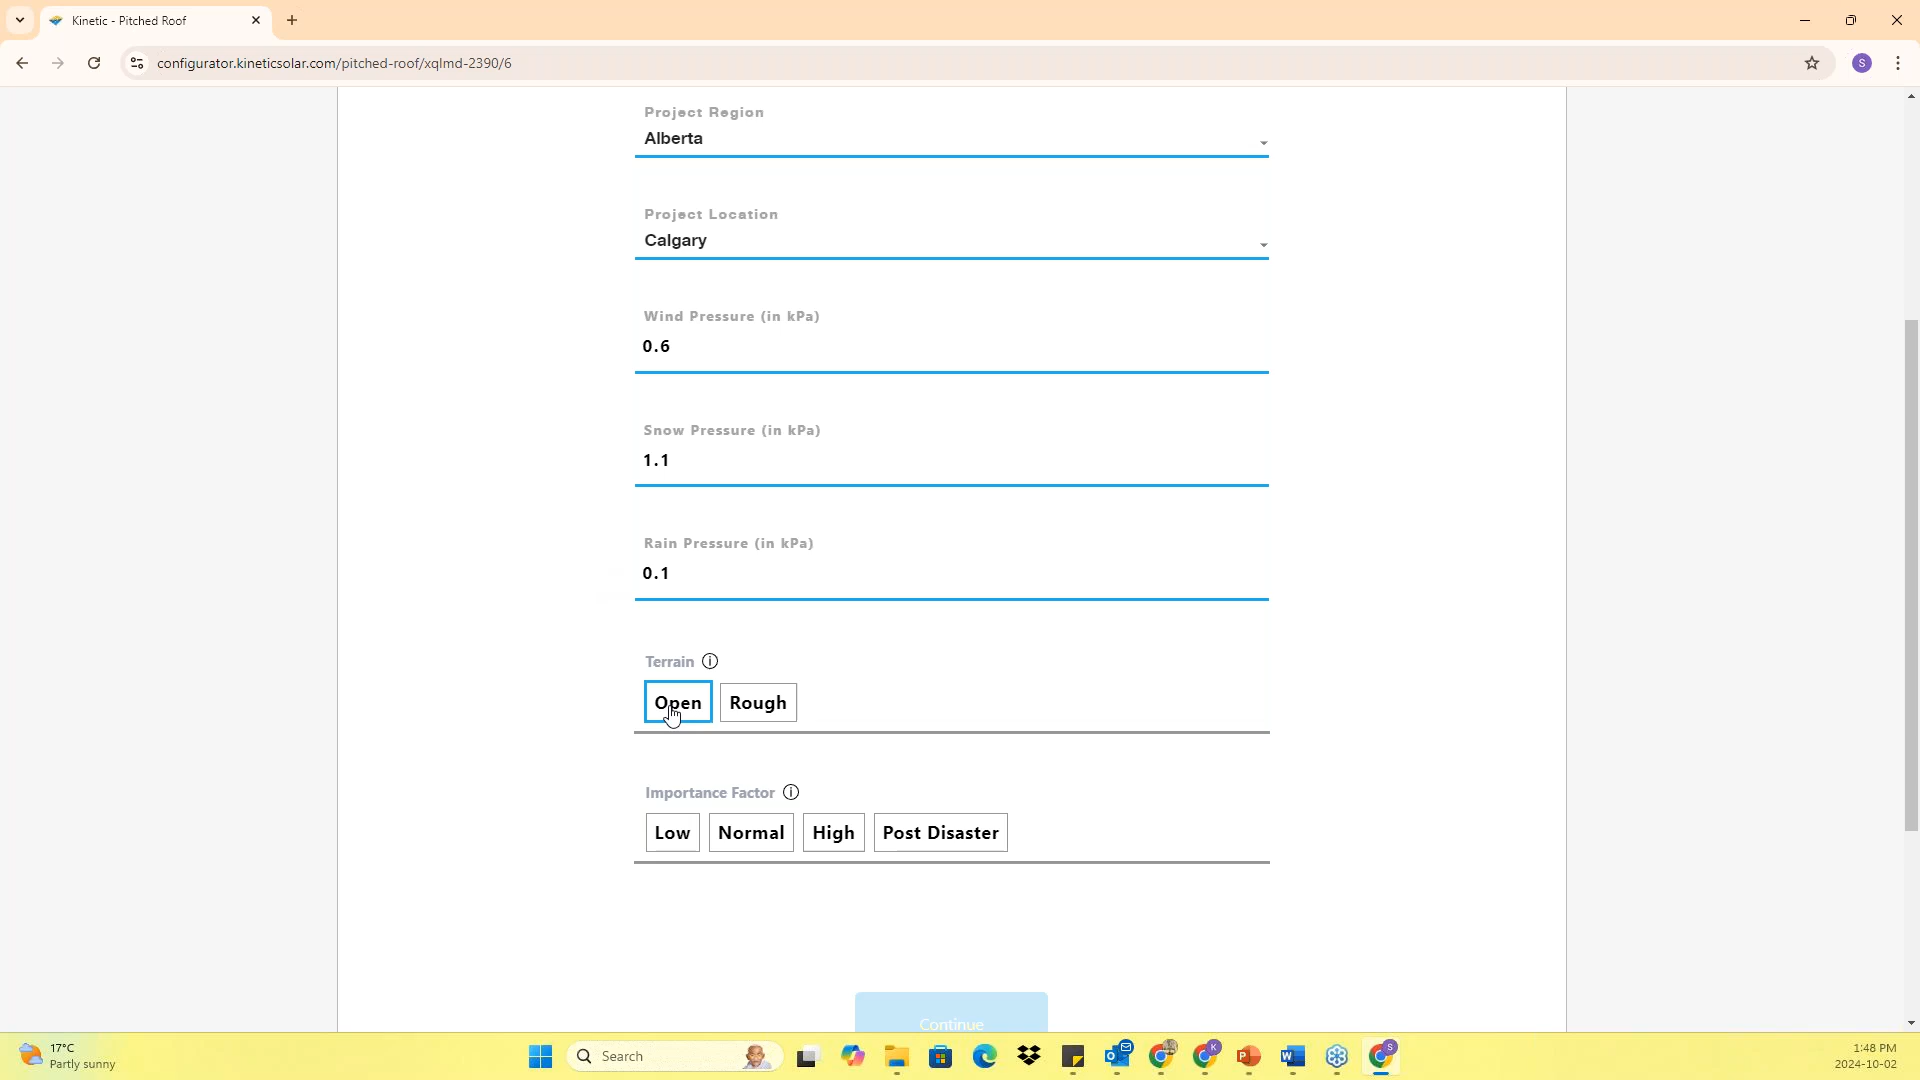 Kinetic - Pitched Roof
configurator.kineticsolar.com/pitched-roof/xqlmd-2390/6
S
Project Region
Alberta
Project Location
Calgary
Wind Pressure (in kPa)
0.6
Snow Pressure (in kPa)
1.1
Rain Pressure (in kPa)
0.1
Terrain
Open Rough
Importance Factor
Low Normal High Post Disaster
Continue
17°C
Partly sunny
Search
1:48 PM
2024-10-02